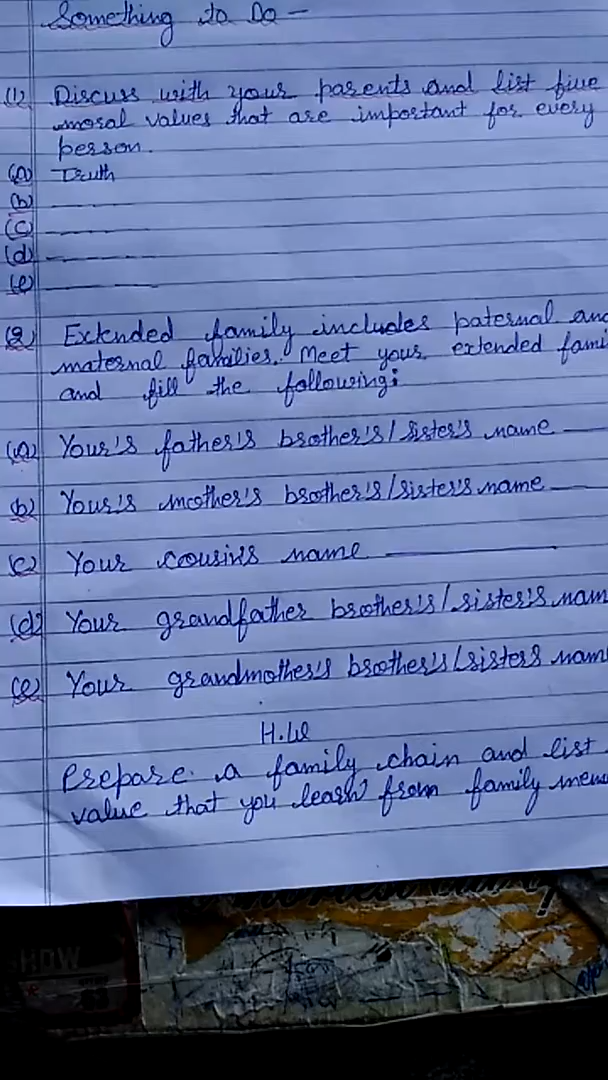 Something to Do -
(1) Discuss with your parents and list five
moral values that are important for every
person.
(a) Truth
(b)
(c)
(d)
(e)
(2) Extended family includes paternal and
maternal families. Meet your extended fami
and fill the following:
(a) Your's father's brother's/sister's name
(b) Your's mother's brother's/sister's name
(c) Your cousin's name
(d) Your grandfather brother's/sister's nam
(e) Your grandmother's brother's/sister's nam
H.W
Prepare a family chain and list
value that you learn from family mem
HOW